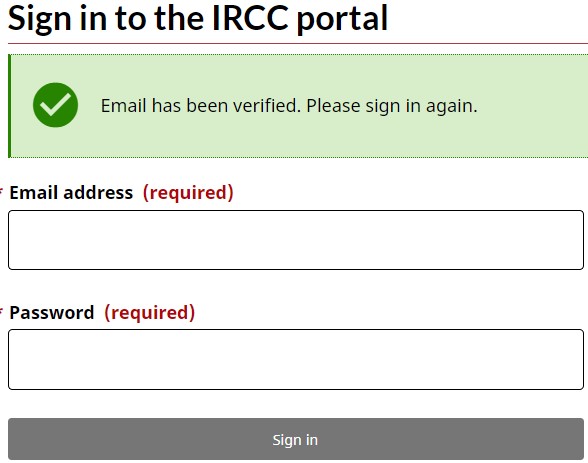 Sign in to the IRCC portal
Email has been verified. Please sign in again.
* Email address (required)
* Password (required)
Sign in